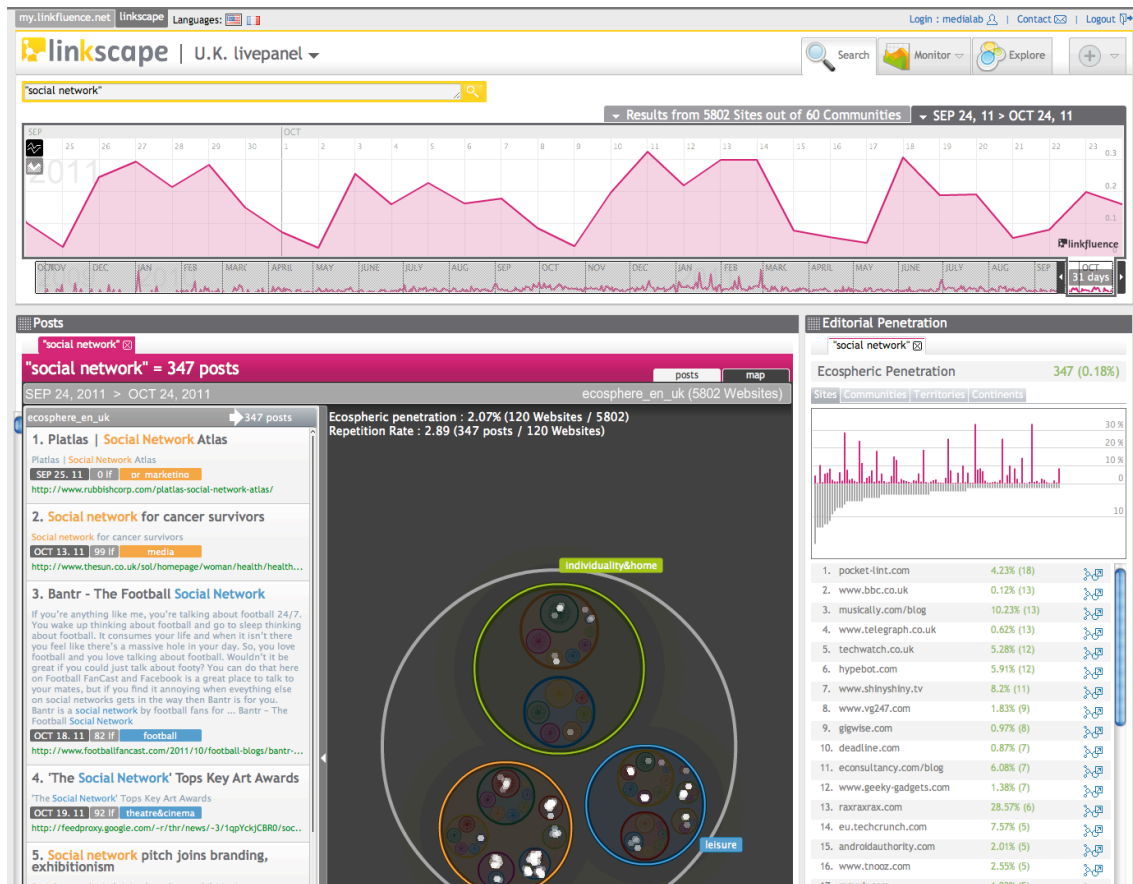 my.linkfluence.net linkscape Languages:
Login : medialab | Contact | Logout
linkscape | U.K. livepanel
Search Monitor Explore
"social network"
Results from 5802 Sites out of 60 Communities SEP 24, 11 > OCT 24, 11
SEP OCT
25 26 27 28 29 30 1 2 3 4 5 6 7 8 9 10 11 12 13 14 15 16 17 18 19 20 21 22 23
2011
0.3
0.2
0.1
linkfluence
NOV DEC JAN FEB MARC APRIL MAY JUNE JULY AUG SEP OCT NOV DEC JAN FEB MARC APRIL MAY JUNE JULY AUG SEP OCT
31 days
Posts
"social network"
"social network" = 347 posts
posts map
SEP 24, 2011 > OCT 24, 2011 ecosphere_en_uk (5802 Websites)
ecosphere_en_uk 347 posts
1. Platlas | Social Network Atlas
Platlas | Social Network Atlas
SEP 25. 11 0 lf pr marketing
http://www.rubbishcorp.com/platlas-social-network-atlas/
2. Social network for cancer survivors
Social network for cancer survivors
OCT 13. 11 99 lf media
http://www.thesun.co.uk/sol/homepage/woman/health/health...
3. Bantr - The Football Social Network
If you're anything like me, you're talking about football 24/7.
You wake up thinking about football and go to sleep thinking
about football. It consumes your life and when it isn't there
you feel like there's a massive hole in your day. So, you love
football and you love talking about football. Wouldn't it be
great if you could just talk about footy? You can do that here
on Football FanCast and Facebook is a great place to talk to
your mates, but if you find it annoying when eveything else
on social networks gets in the way then Bantr is for you.
Bantr is a social network by football fans for ... Bantr - The
Football Social Network
OCT 18. 11 82 lf football
http://www.footballfancast.com/2011/10/football-blogs/bantr-...
4. 'The Social Network' Tops Key Art Awards
'The Social Network' Tops Key Art Awards
OCT 19. 11 92 lf theatre&cinema
http://feedproxy.google.com/~r/thr/news/~3/1qpYckjCBR0/soc..
5. Social network pitch joins branding,
exhibitionism
Ecospheric penetration : 2.07% (120 Websites / 5802)
Repetition Rate : 2.89 (347 posts / 120 Websites)
individuality&home
leisure
Editorial Penetration
"social network"
Ecospheric Penetration 347 (0.18%)
Sites Communities Territories Continents
30 %
20 %
10 %
0
10
1. pocket-lint.com 4.23% (18)
2. www.bbc.co.uk 0.12% (13)
3. musically.com/blog 10.23% (13)
4. www.telegraph.co.uk 0.62% (13)
5. techwatch.co.uk 5.28% (12)
6. hypebot.com 5.91% (12)
7. www.shinyshiny.tv 8.2% (11)
8. www.vg247.com 1.83% (9)
9. gigwise.com 0.97% (8)
10. deadline.com 0.87% (7)
11. econsultancy.com/blog 6.08% (7)
12. www.geeky-gadgets.com 1.38% (7)
13. raxraxrax.com 28.57% (6)
14. eu.techcrunch.com 7.57% (5)
15. androidauthority.com 2.01% (5)
16. www.tnooz.com 2.55% (5)